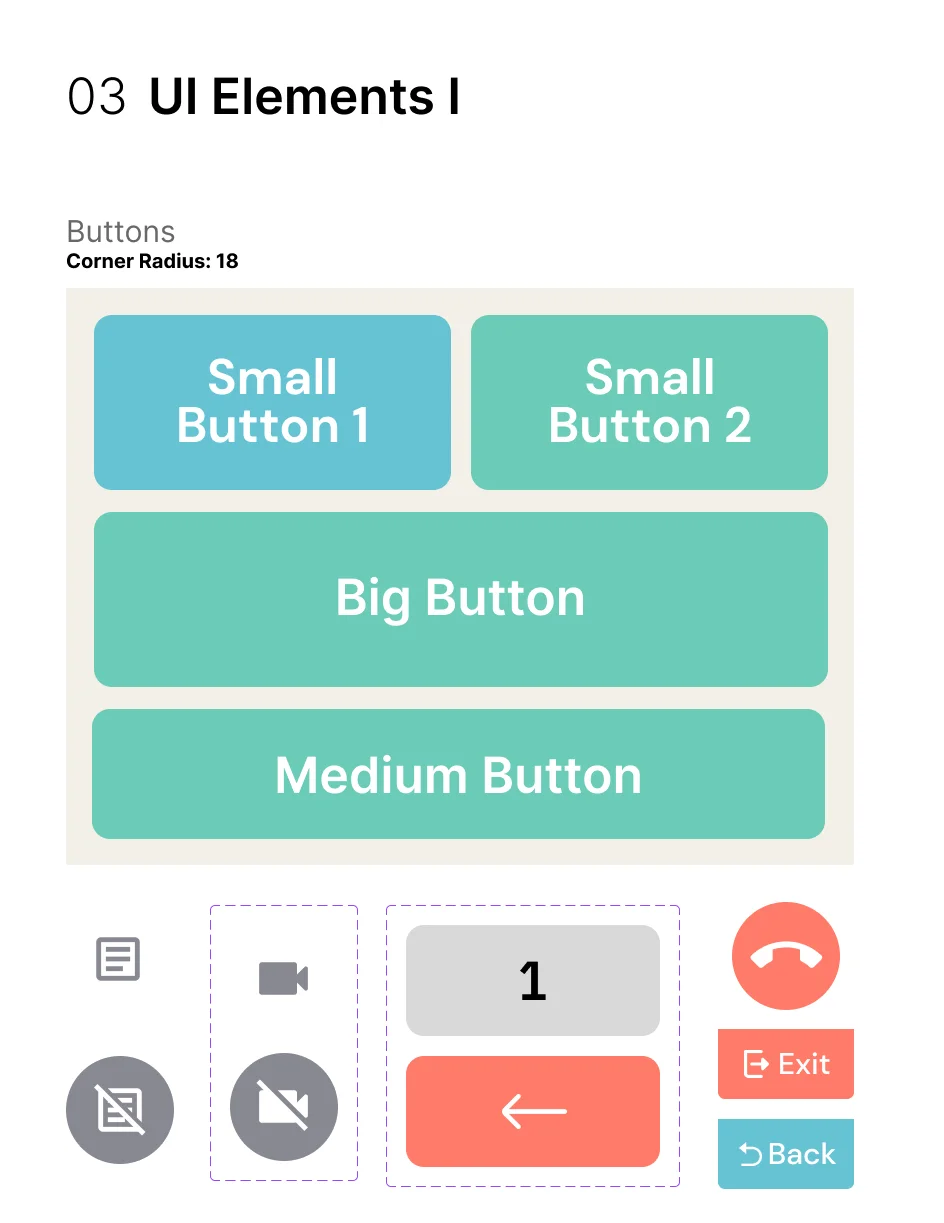 03 UI Elements I
Buttons
Corner Radius: 18
Small
Button 1
Small
Button 2
Big Button
Medium Button
1
Exit
Back